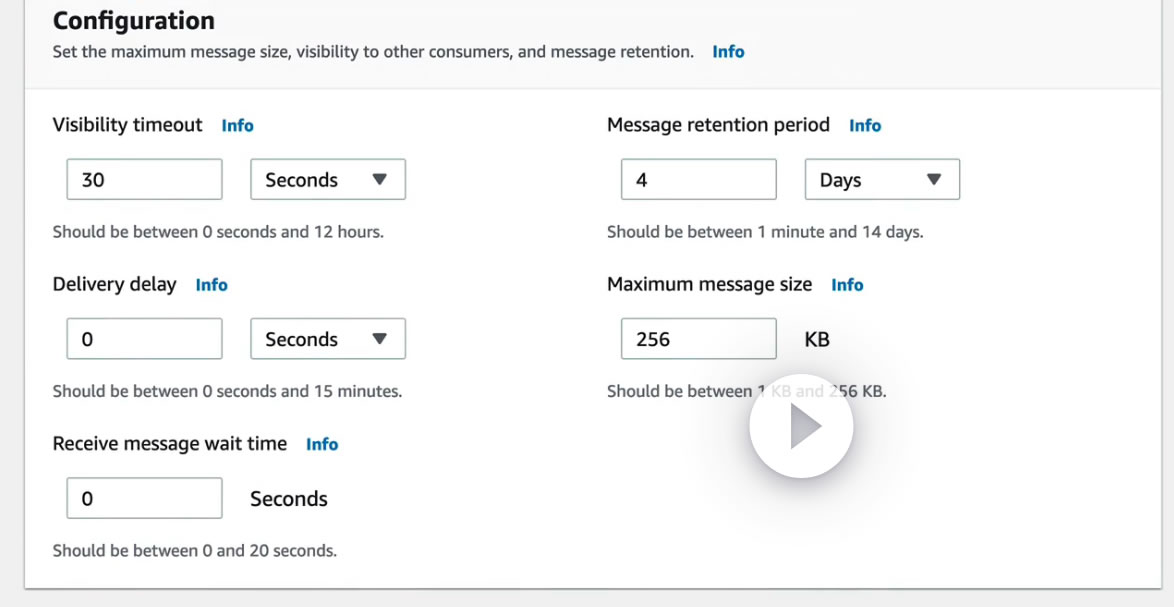 Configuration
Set the maximum message size, visibility to other consumers, and message retention. Info
Visibility timeout Info
30 Seconds
Should be between 0 seconds and 12 hours.
Message retention period Info
4 Days
Should be between 1 minute and 14 days.
Delivery delay Info
0 Seconds
Should be between 0 seconds and 15 minutes.
Maximum message size Info
256 KB
Should be between 1 KB and 256 KB.
Receive message wait time Info
0 Seconds
Should be between 0 and 20 seconds.